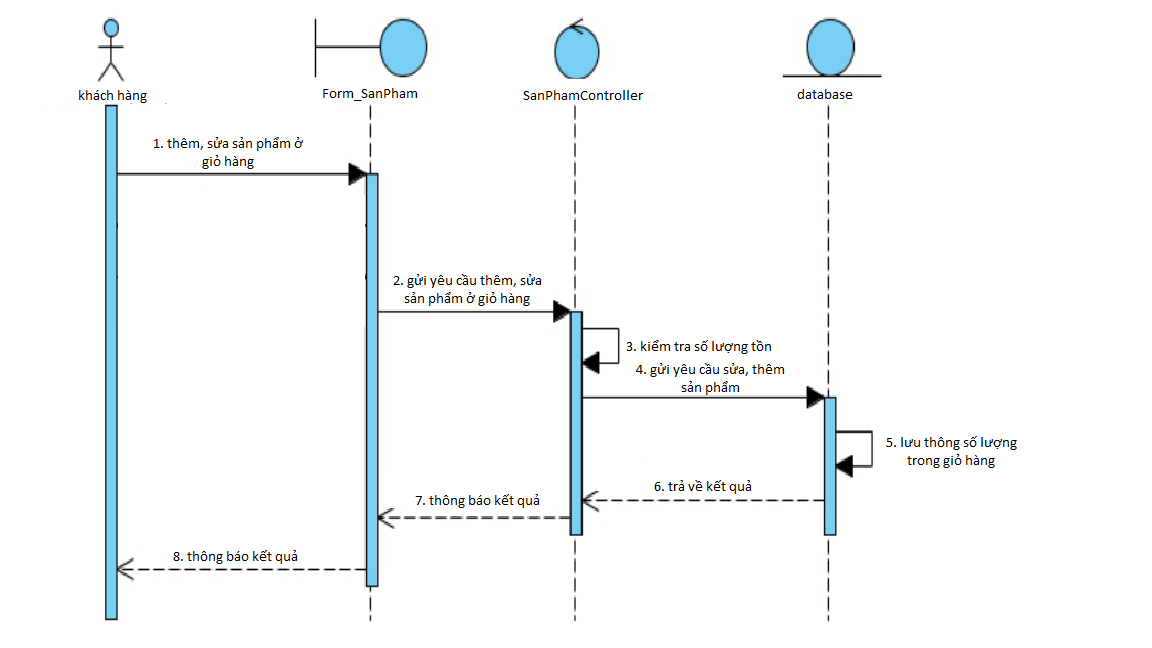 khách hàng
Form_SanPham
SanPhamController
database
1. thêm, sửa sản phẩm ở
giỏ hàng
2. gửi yêu cầu thêm, sửa
sản phẩm ở giỏ hàng
3. kiểm tra số lượng tồn
4. gửi yêu cầu sửa, thêm
sản phẩm
5. lưu thông số lượng
trong giỏ hàng
6. trả về kết quả
7. thông báo kết quả
8. thông báo kết quả